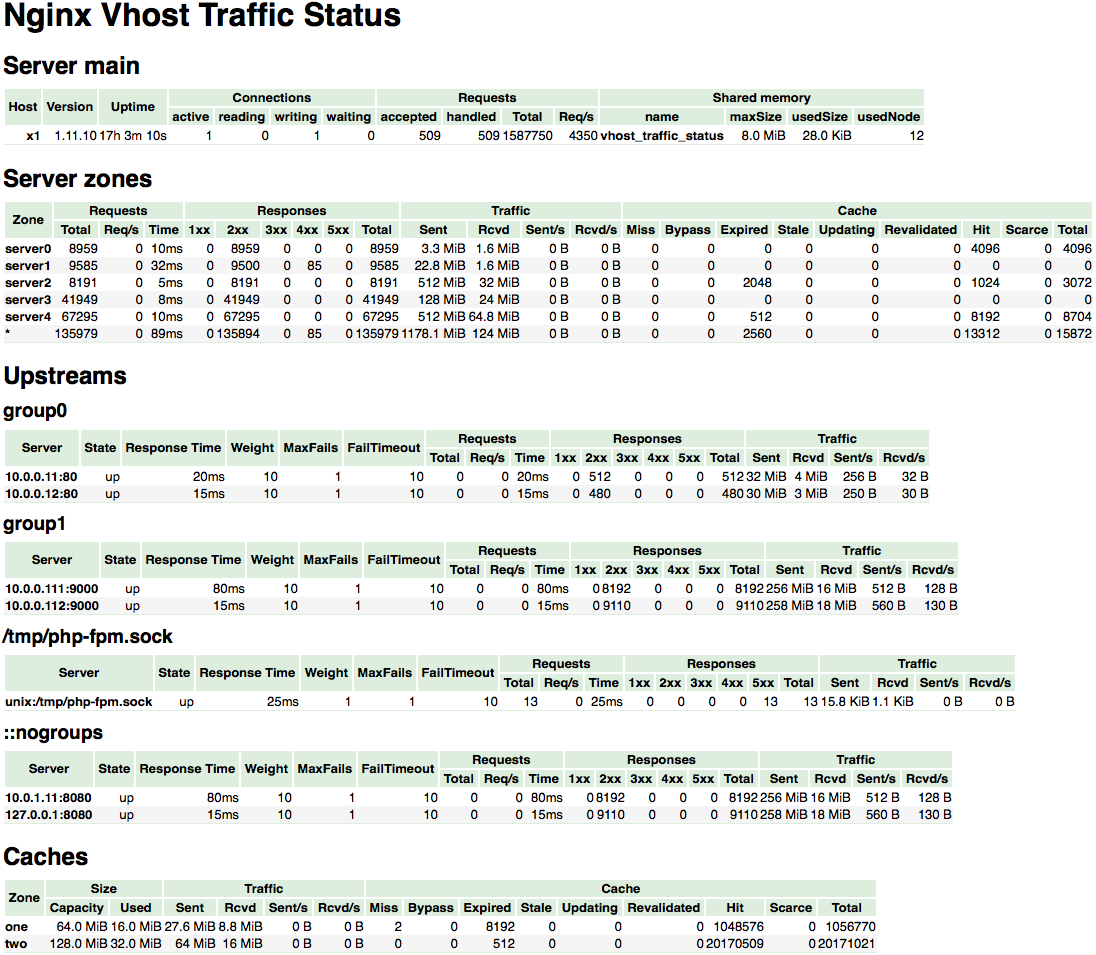 Nginx Vhost Traffic Status
Server main
Host Version Uptime Connections Requests Shared memory
active reading writing waiting accepted handled Total Req/s name maxSize usedSize usedNode
x1 1.11.10 17h 3m 10s 1 0 1 0 509 509 1587750 4350 vhost_traffic_status 8.0 MiB 28.0 KiB 12
Server zones
Zone Requests Responses Traffic Cache
Total Req/s Time 1xx 2xx 3xx 4xx 5xx Total Sent Rcvd Sent/s Rcvd/s Miss Bypass Expired Stale Updating Revalidated Hit Scarce Total
server0 8959 0 10ms 0 8959 0 0 0 8959 3.3 MiB 1.6 MiB 0 B 0 B 0 0 0 0 0 0 4096 0 4096
server1 9585 0 32ms 0 9500 0 85 0 9585 22.8 MiB 1.6 MiB 0 B 0 B 0 0 0 0 0 0 0 0 0
server2 8191 0 5ms 0 8191 0 0 0 8191 512 MiB 32 MiB 0 B 0 B 0 0 2048 0 0 0 1024 0 3072
server3 41949 0 8ms 0 41949 0 0 0 41949 128 MiB 24 MiB 0 B 0 B 0 0 0 0 0 0 0 0 0
server4 67295 0 10ms 0 67295 0 0 0 67295 512 MiB 64.8 MiB 0 B 0 B 0 0 512 0 0 0 8192 0 8704
* 135979 0 89ms 0 135894 0 85 0 135979 1178.1 MiB 124 MiB 0 B 0 B 0 0 2560 0 0 0 13312 0 15872
Upstreams
group0
Server State Response Time Weight MaxFails FailTimeout Requests Responses Traffic
Total Req/s Time 1xx 2xx 3xx 4xx 5xx Total Sent Rcvd Sent/s Rcvd/s
10.0.0.11:80 up 20ms 10 1 10 0 0 20ms 0 512 0 0 0 512 32 MiB 4 MiB 256 B 32 B
10.0.0.12:80 up 15ms 10 1 10 0 0 15ms 0 480 0 0 0 480 30 MiB 3 MiB 250 B 30 B
group1
Server State Response Time Weight MaxFails FailTimeout Requests Responses Traffic
Total Req/s Time 1xx 2xx 3xx 4xx 5xx Total Sent Rcvd Sent/s Rcvd/s
10.0.0.111:9000 up 80ms 10 1 10 0 0 80ms 0 8192 0 0 0 8192 256 MiB 16 MiB 512 B 128 B
10.0.0.112:9000 up 15ms 10 1 10 0 0 15ms 0 9110 0 0 0 9110 258 MiB 18 MiB 560 B 130 B
/tmp/php-fpm.sock
Server State Response Time Weight MaxFails FailTimeout Requests Responses Traffic
Total Req/s Time 1xx 2xx 3xx 4xx 5xx Total Sent Rcvd Sent/s Rcvd/s
unix:/tmp/php-fpm.sock up 25ms 1 1 10 13 0 25ms 0 0 0 0 13 13 15.8 KiB 1.1 KiB 0 B 0 B
::nogroups
Server State Response Time Weight MaxFails FailTimeout Requests Responses Traffic
Total Req/s Time 1xx 2xx 3xx 4xx 5xx Total Sent Rcvd Sent/s Rcvd/s
10.0.1.11:8080 up 80ms 10 1 10 0 0 80ms 0 8192 0 0 0 8192 256 MiB 16 MiB 512 B 128 B
127.0.0.1:8080 up 15ms 10 1 10 0 0 15ms 0 9110 0 0 0 9110 258 MiB 18 MiB 560 B 130 B
Caches
Zone Size Traffic Cache
Capacity Used Sent Rcvd Sent/s Rcvd/s Miss Bypass Expired Stale Updating Revalidated Hit Scarce Total
one 64.0 MiB 16.0 MiB 27.6 MiB 8.8 MiB 0 B 0 B 2 0 8192 0 0 0 1048576 0 1056770
two 128.0 MiB 32.0 MiB 64 MiB 16 MiB 0 B 0 B 0 0 512 0 0 0 20170509 0 20171021